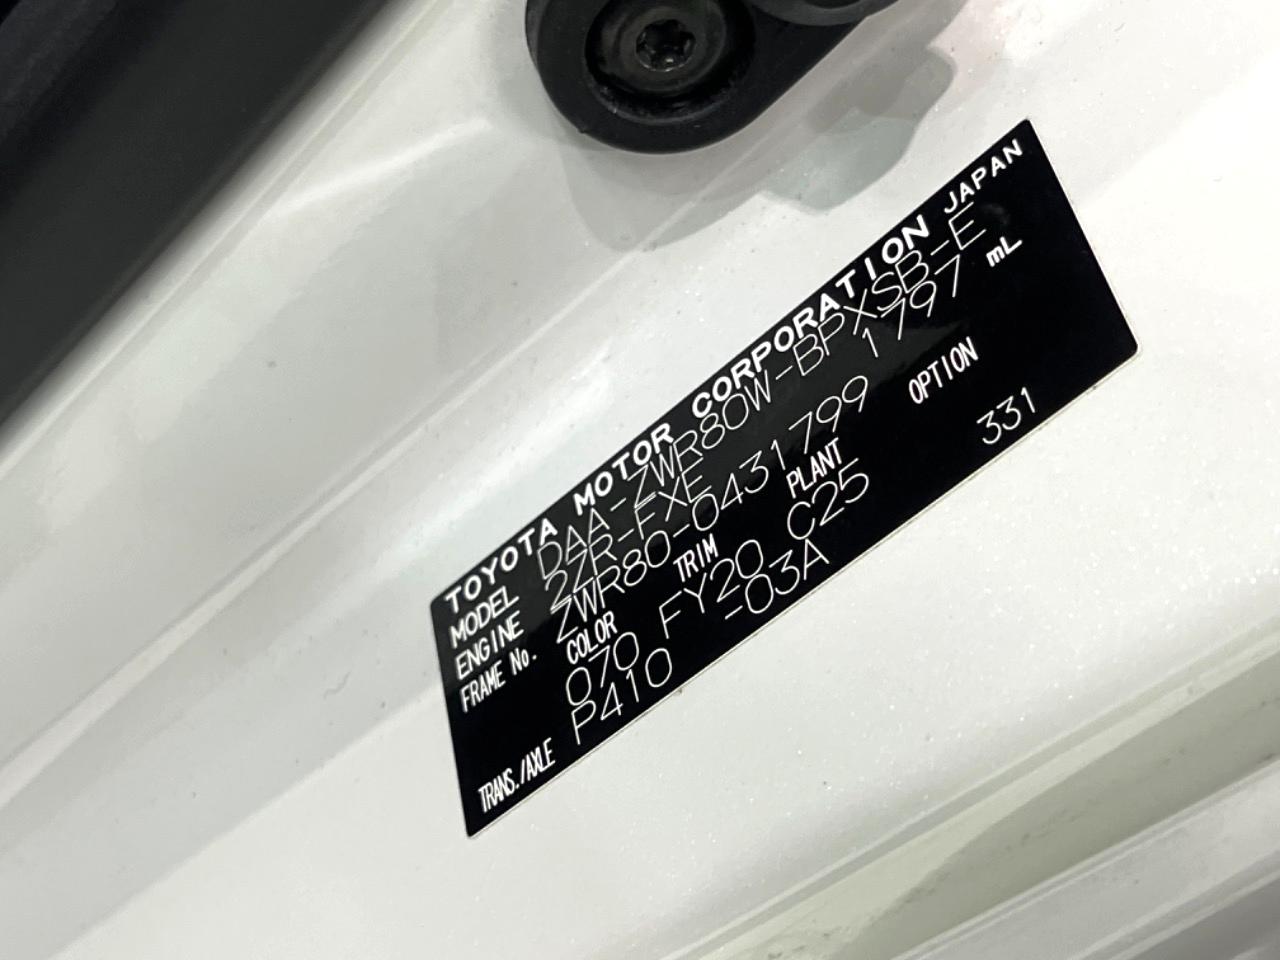 TOYOTA MOTOR CORPORATION JAPAN
MODEL DAA-ZWR80W-BPXSB-E
ENGINE 2ZR-FXE 1797 mL
FRAME No. ZWR80-0431799
COLOR TRIM PLANT OPTION
070 FY20 C25 331
TRANS./AXLE P410 -03A